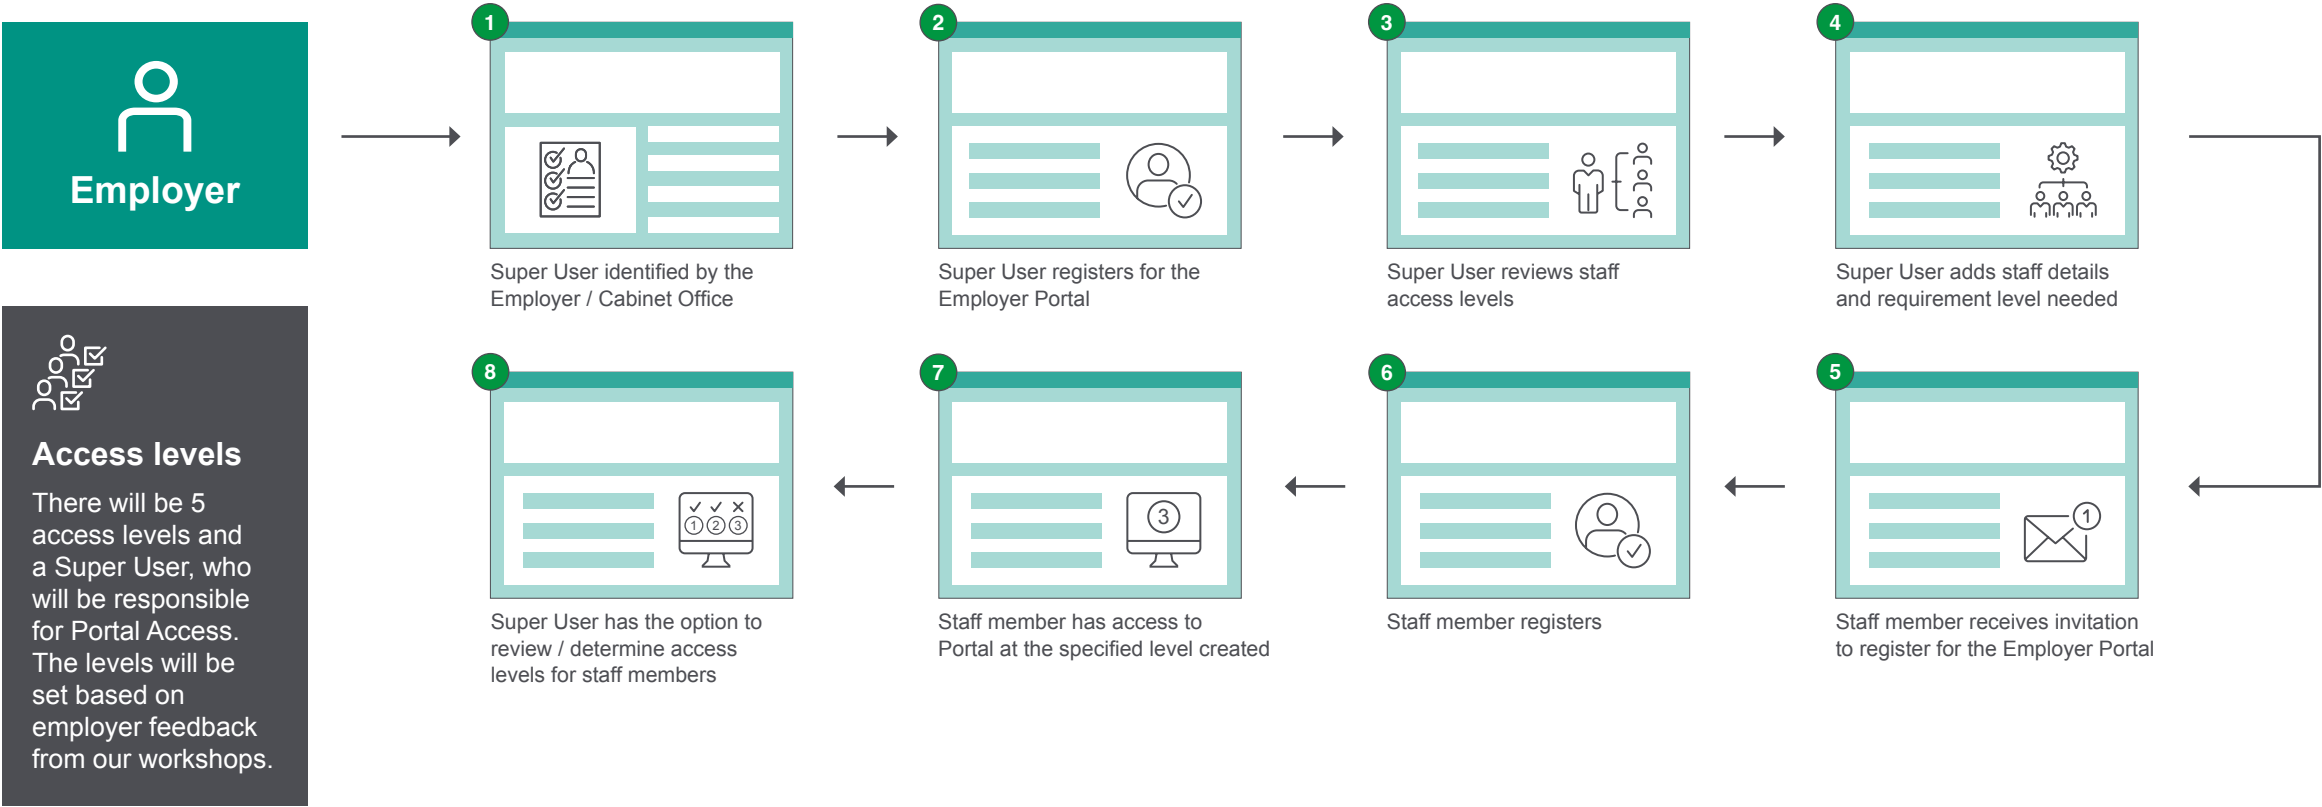 Employer
1
Super User identified by the
Employer / Cabinet Office
2
Super User registers for the
Employer Portal
3
Super User reviews staff
access levels
4
Super User adds staff details
and requirement level needed
1
5
Staff member receives invitation
to register for the Employer Portal
6
Staff member registers
3
7
Staff member has access to
Portal at the specified level created
1 2 3
8
Super User has the option to
review / determine access
levels for staff members
Access levels
There will be 5
access levels and
a Super User, who
will be responsible
for Portal Access.
The levels will be
set based on
employer feedback
from our workshops.